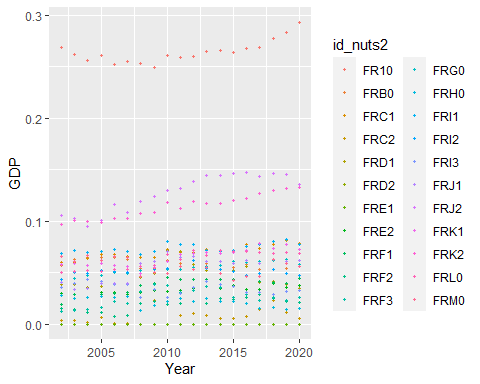 0.3
0.2
0.1
0.0
GDP
2005
2010
2015
2020
Year
id_nuts2
FR10
FRB0
FRC1
FRC2
FRD1
FRD2
FRE1
FRE2
FRF1
FRF2
FRF3
FRG0
FRH0
FRI1
FRI2
FRI3
FRJ1
FRJ2
FRK1
FRK2
FRL0
FRM0